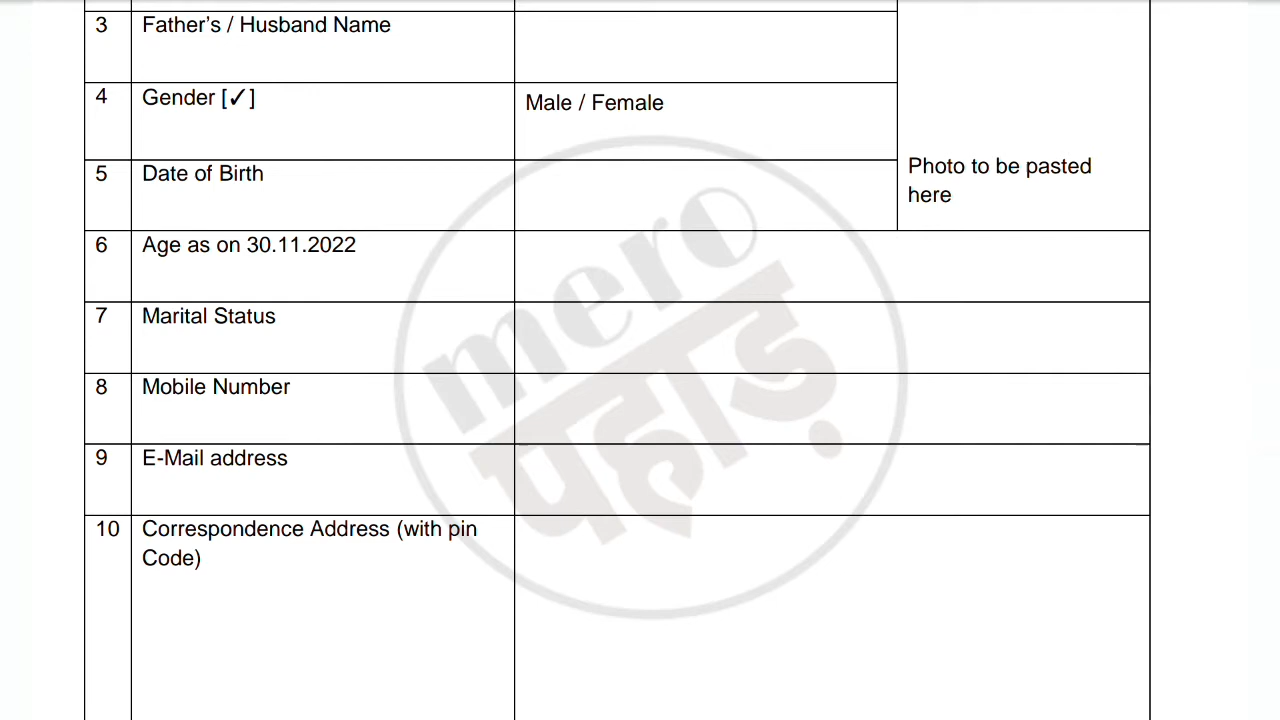 3 Father’s / Husband Name
4 Gender [✓] Male / Female
5 Date of Birth
Photo to be pasted
here
6 Age as on 30.11.2022
7 Marital Status
8 Mobile Number
9 E-Mail address
10 Correspondence Address (with pin
Code)
mero
पहाड़